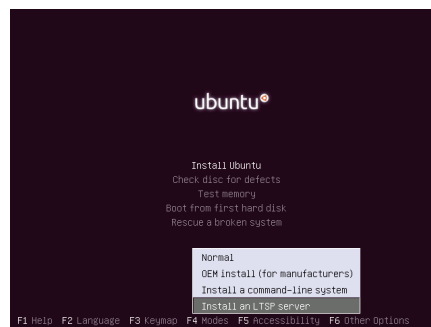 ubuntu
Install Ubuntu
Check disc for defects
Test memory
Boot from first hard disk
Rescue a broken system
Normal
OEM install (for manufacturers)
Install a command-line system
Install an LTSP server
F1 Help F2 Language F3 Keymap F4 Modes F5 Accessibility F6 Other Options